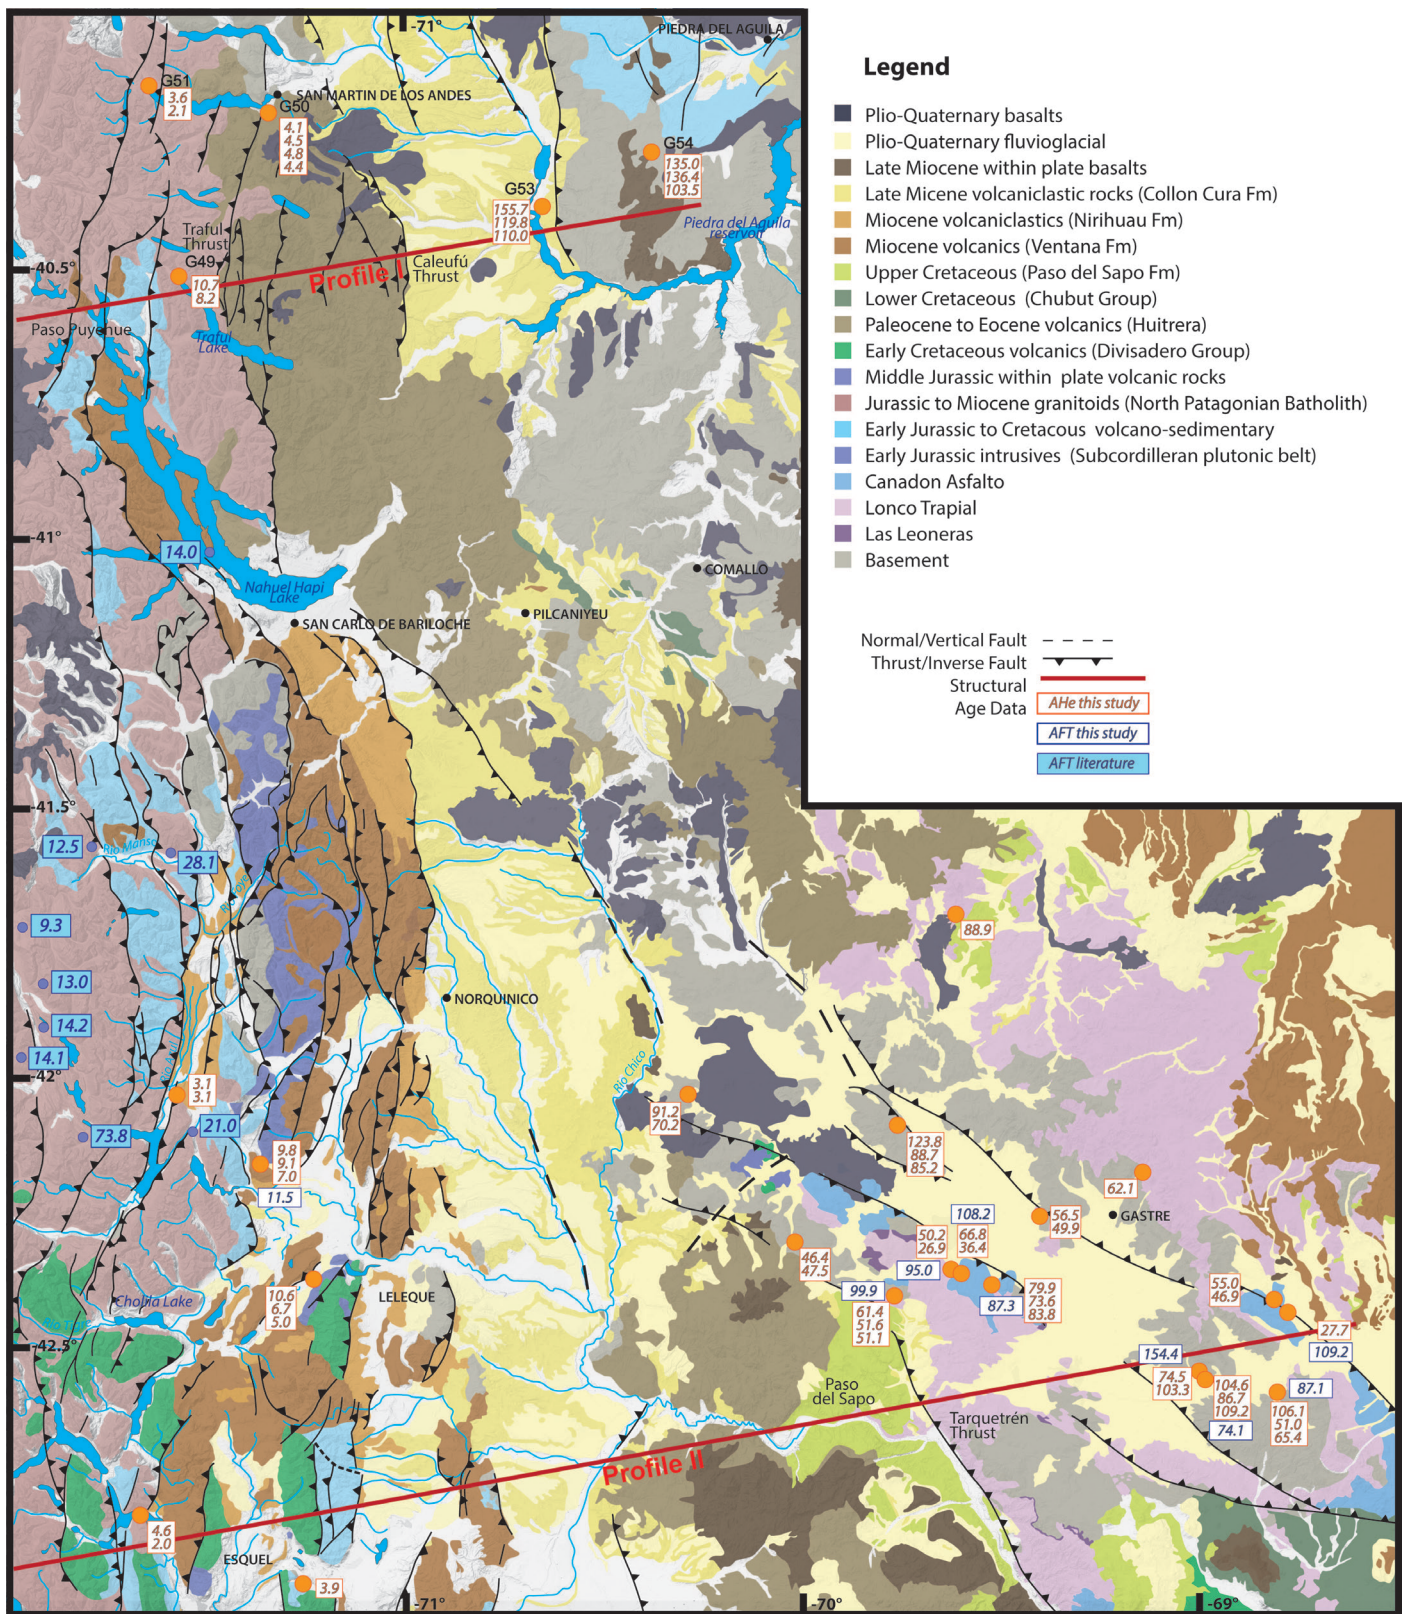 -71°
PIEDRA DEL AGUILA
G51
3.6
2.1
SAN MARTIN DE LOS ANDES
G50
4.1
4.5
4.8
4.4
G54
135.0
136.4
103.5
G53
155.7
119.8
110.0
Piedra del Aguila
reservoir
Traful
Thrust
G49
10.7
8.2
-40.5°
Profile I
Caleufú
Thrust
Paso Puyehue
Traful
Lake
-41°
14.0
Nahuel Hapi
Lake
COMALLO
PILCANIYEU
SAN CARLO DE BARILOCHE
Legend
Plio-Quaternary basalts
Plio-Quaternary fluvioglacial
Late Miocene within plate basalts
Late Micene volcaniclastic rocks (Collon Cura Fm)
Miocene volcaniclastics (Nirihuau Fm)
Miocene volcanics (Ventana Fm)
Upper Cretaceous (Paso del Sapo Fm)
Lower Cretaceous (Chubut Group)
Paleocene to Eocene volcanics (Huitrera)
Early Cretaceous volcanics (Divisadero Group)
Middle Jurassic within plate volcanic rocks
Jurassic to Miocene granitoids (North Patagonian Batholith)
Early Jurassic to Cretacous volcano-sedimentary
Early Jurassic intrusives (Subcordilleran plutonic belt)
Canadon Asfalto
Lonco Trapial
Las Leoneras
Basement
Normal/Vertical Fault
Thrust/Inverse Fault
Structural
Age Data
AHe this study
AFT this study
AFT literature
-41.5°
12.5
Rio Manso
28.1
9.3
88.9
13.0
NORQUINICO
14.2
14.1
-42°
Rio Chico
3.1
3.1
91.2
70.2
73.8
21.0
123.8
88.7
85.2
9.8
9.1
7.0
11.5
62.1
GASTRE
56.5
49.9
108.2
50.2
26.9
66.8
36.4
46.4
47.5
95.0
99.9
87.3
79.9
73.6
83.8
61.4
51.6
51.1
55.0
46.9
10.6
6.7
5.0
LELEQUE
Cholila Lake
Rio Tigre
-42.5°
27.7
109.2
154.4
74.5
103.3
104.6
86.7
109.2
74.1
87.1
106.1
51.0
65.4
Paso
del Sapo
Tarquetrén
Thrust
Profile II
4.6
2.0
ESQUEL
3.9
-71°
-70°
-69°